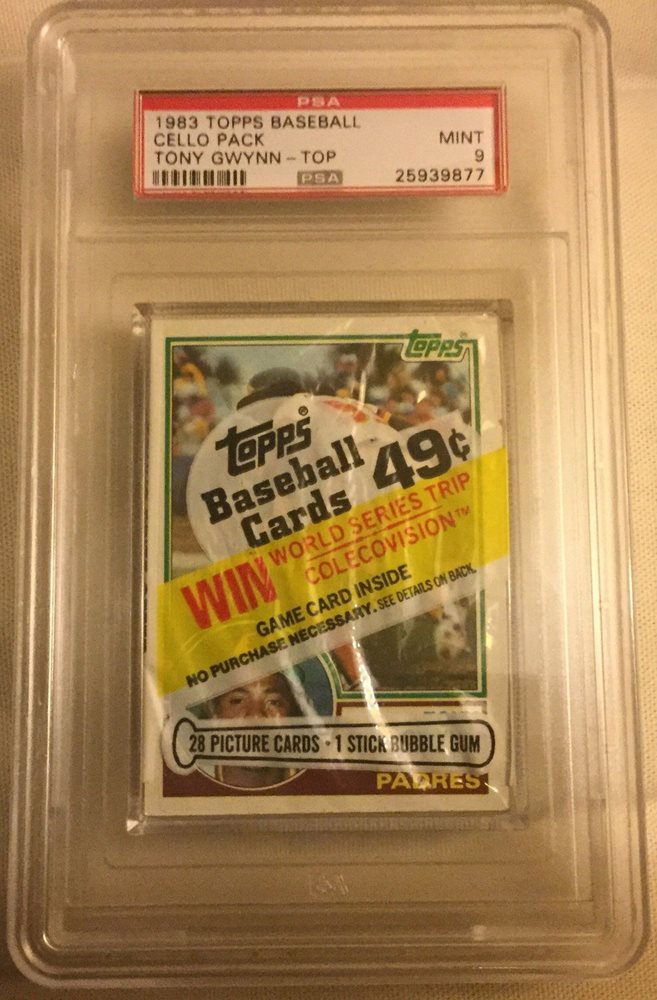 PSA
1983 TOPPS BASEBALL
CELLO PACK MINT
TONY GWYNN - TOP 9
PSA 25939877
topps
topps®
Baseball
Cards 49¢
WIN WORLD SERIES TRIP
COLECOVISION™
GAME CARD INSIDE
NO PURCHASE NECESSARY. SEE DETAILS ON BACK.
28 PICTURE CARDS • 1 STICK BUBBLE GUM
PADRES